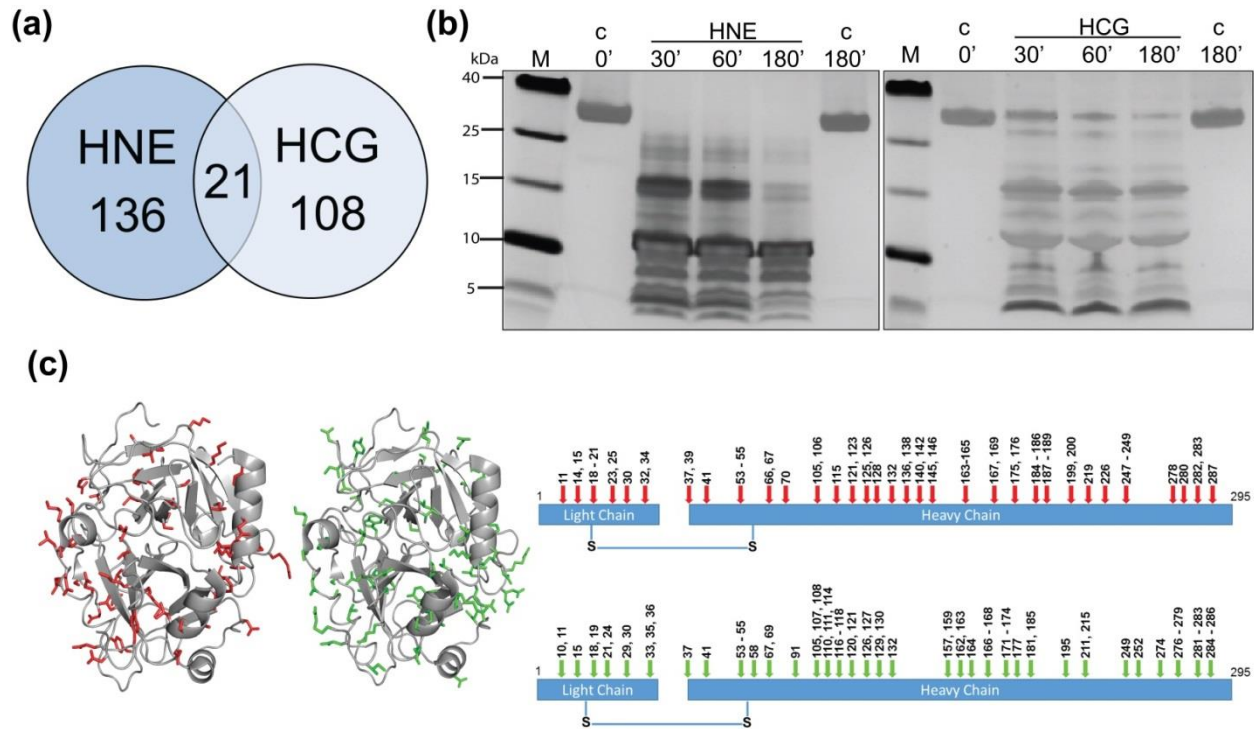 (a)
HNE
136
21
HCG
108
(b)
c HNE c
kDa M 0’ 30’ 60’ 180’ 180’
40
25
15
10
5
c HCG c
M 0’ 30’ 60’ 180’ 180’
(c)
11
14, 15
18 - 21
23, 25
30
32, 34
37, 39
41
53 - 55
66, 67
70
105, 106
115
121, 123
125, 126
128
132
136, 138
140, 142
145, 146
163-165
167, 169
175, 176
184 - 186
187 -189
199, 200
219
226
247 - 249
278
280
282, 283
287
1 295
Light Chain Heavy Chain
S S
10, 11
15
18, 19
21, 24
29, 30
33, 35, 36
37
41
53 - 55
58
67, 69
91
105, 107, 108
110, 111, 114
116 - 118
120, 121
126, 127
129, 130
132
157, 159
162, 163
164
166 - 168
171 - 174
177
181, 185
195
211, 215
249
252
274
276 - 279
281 - 283
284 - 286
1 295
Light Chain Heavy Chain
S S